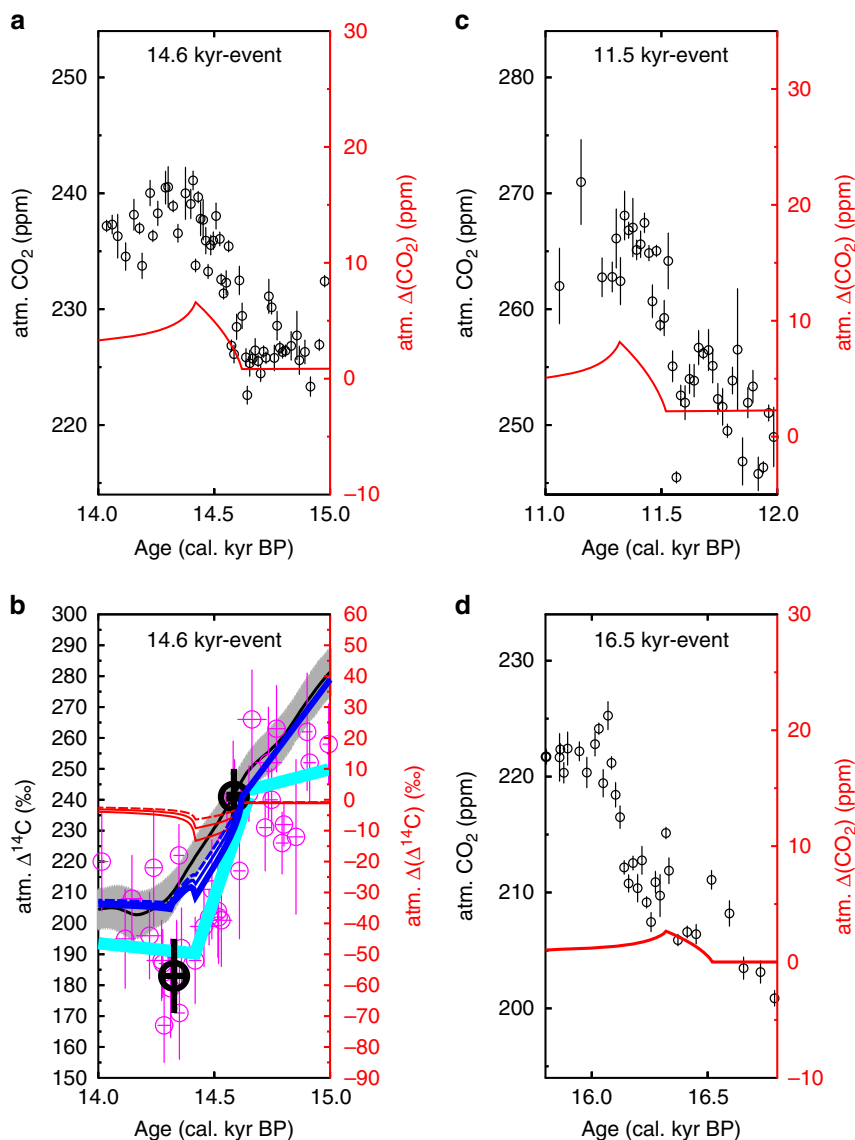 a
14.6 kyr-event
atm. CO2 (ppm)
250
240
230
220
30
20
10
0
−10
atm. Δ(CO2) (ppm)
14.0 14.5 15.0
Age (cal. kyr BP)
c
11.5 kyr-event
atm. CO2 (ppm)
280
270
260
250
30
20
10
0
atm. Δ(CO2) (ppm)
11.0 11.5 12.0
Age (cal. kyr BP)
b
14.6 kyr-event
atm. Δ14C (‰)
300
290
280
270
260
250
240
230
220
210
200
190
180
170
160
150
60
50
40
30
20
10
0
−10
−20
−30
−40
−50
−60
−70
−80
−90
atm. Δ(Δ14C) (‰)
14.0 14.5 15.0
Age (cal. kyr BP)
d
16.5 kyr-event
atm. CO2 (ppm)
230
220
210
200
30
20
10
0
−10
atm. Δ(CO2) (ppm)
16.0 16.5
Age (cal. kyr BP)